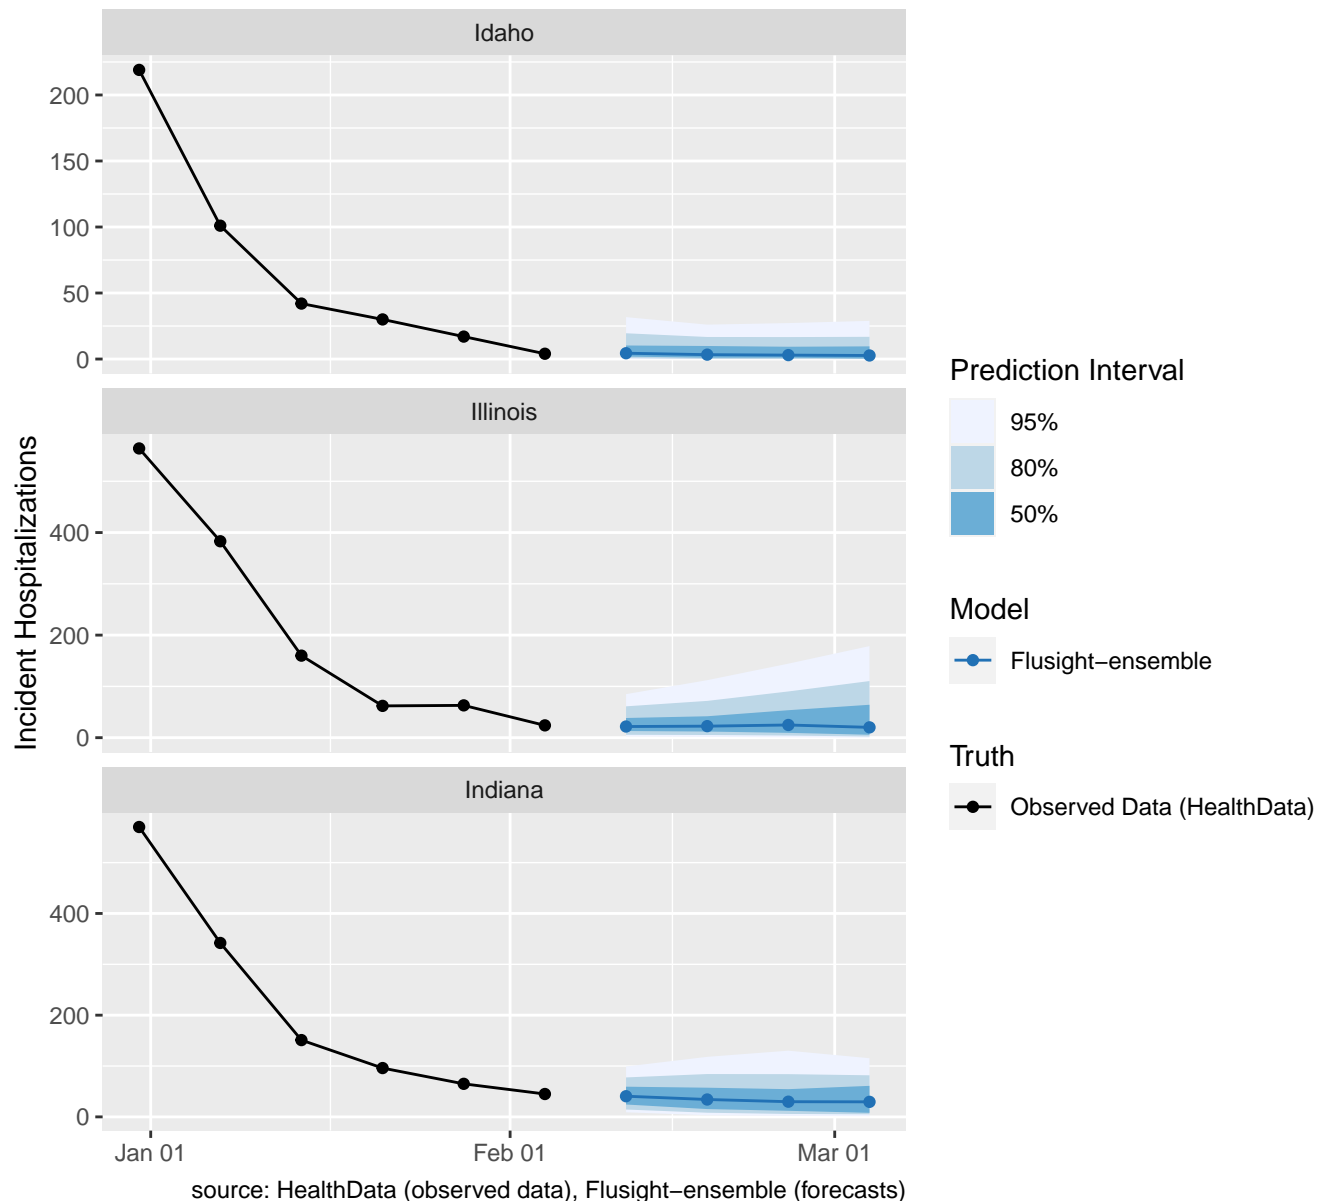 Idaho
200
150
100
50
0
Illinois
400
200
0
Indiana
400
200
0
Jan 01
Feb 01
Mar 01
Incident Hospitalizations
source: HealthData (observed data), Flusight−ensemble (forecasts)
Prediction Interval
95%
80%
50%
Model
Flusight−ensemble
Truth
Observed Data (HealthData)